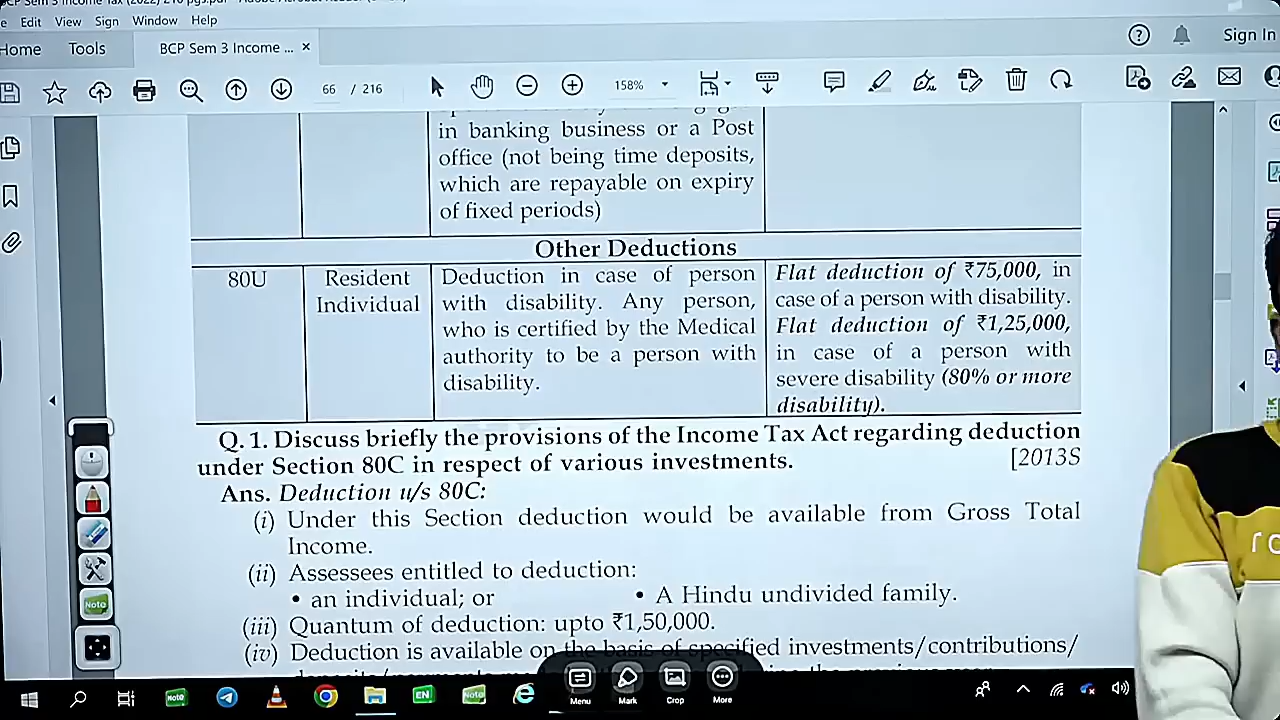 Edit View Sign Window Help
Home Tools BCP Sem 3 Income ... × Sign In
66 / 216 158%
in banking business or a Post
office (not being time deposits,
which are repayable on expiry
of fixed periods)
Other Deductions
80U
Resident
Individual
Deduction in case of person
with disability. Any person,
who is certified by the Medical
authority to be a person with
disability.
Flat deduction of ₹75,000, in
case of a person with disability.
Flat deduction of ₹1,25,000,
in case of a person with
severe disability (80% or more
disability).
Q. 1. Discuss briefly the provisions of the Income Tax Act regarding deduction
under Section 80C in respect of various investments. [2013S
Ans. Deduction u/s 80C:
(i) Under this Section deduction would be available from Gross Total
Income.
(ii) Assessees entitled to deduction:
• an individual; or • A Hindu undivided family.
(iii) Quantum of deduction: upto ₹1,50,000.
(iv) Deduction is available on the basis of specified investments/contributions/
Note
Menu Mark Crop More
Note EN Note